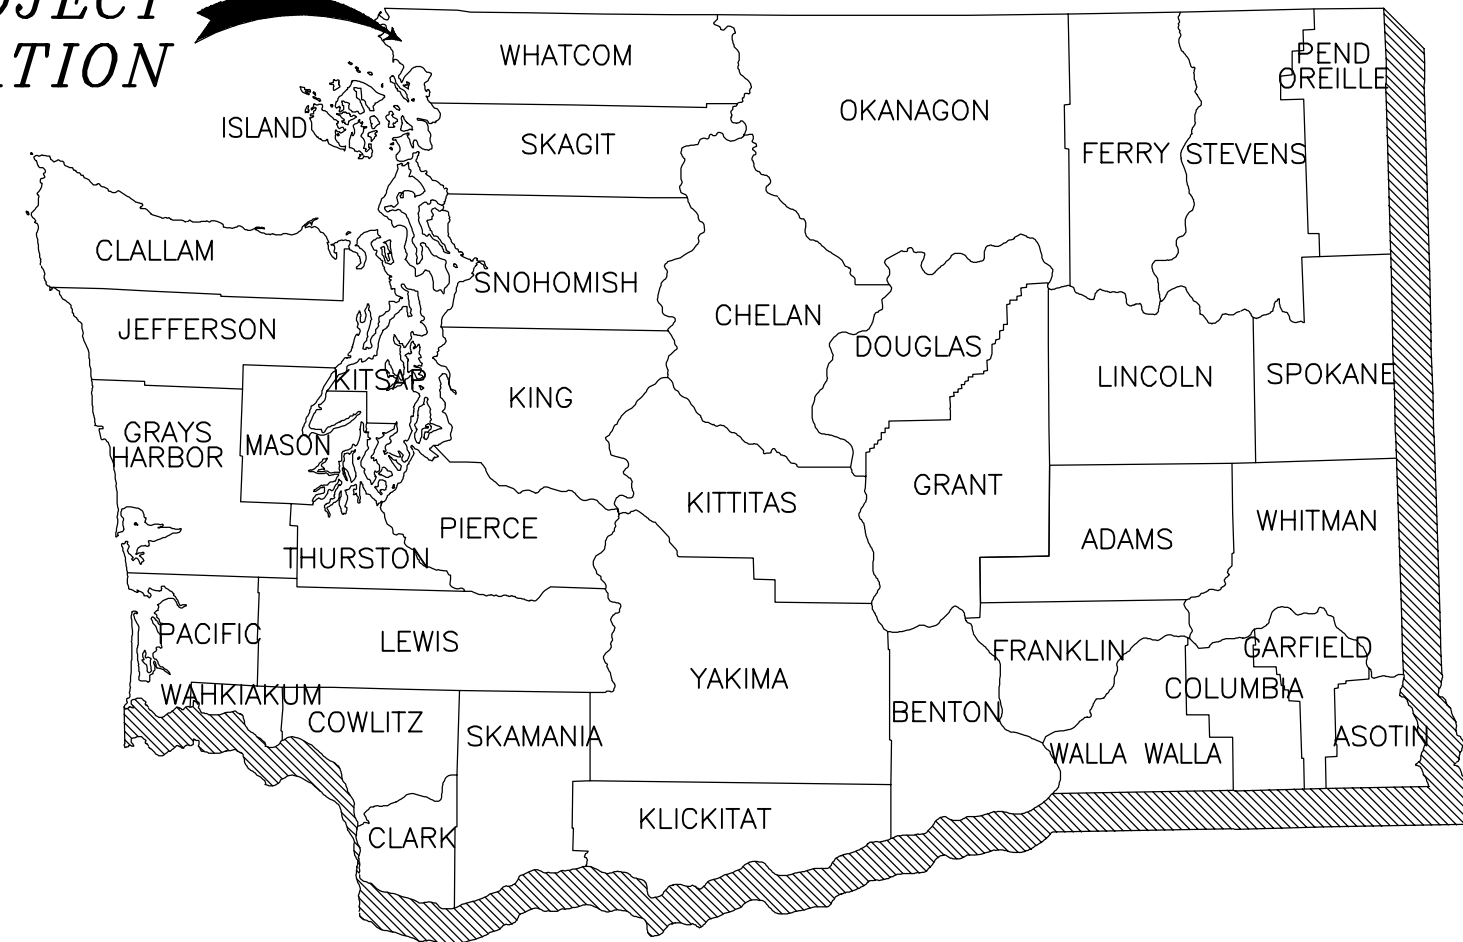 OJECT
ATION
WHATCOM
PEND
OREILLE
OKANAGON
ISLAND
SKAGIT
FERRY
STEVENS
CLALLAM
SNOHOMISH
CHELAN
JEFFERSON
DOUGLAS
KITSAP
LINCOLN
SPOKANE
KING
GRAYS
HARBOR
MASON
GRANT
KITTITAS
WHITMAN
PIERCE
ADAMS
THURSTON
PACIFIC
LEWIS
FRANKLIN
GARFIELD
YAKIMA
COLUMBIA
WAHKIAKUM
COWLITZ
BENTON
SKAMANIA
ASOTIN
WALLA WALLA
KLICKITAT
CLARK